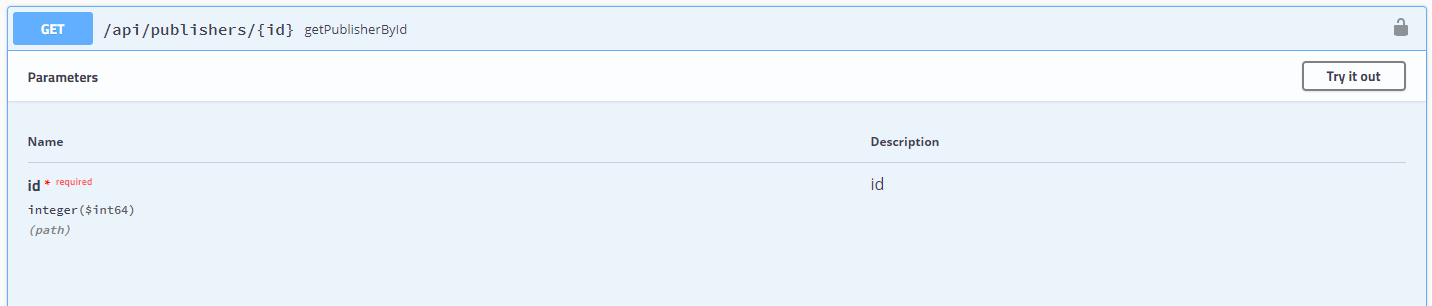 GET /api/publishers/{id} getPublisherById
Parameters Try it out
Name Description
id * required id
integer($int64)
(path)